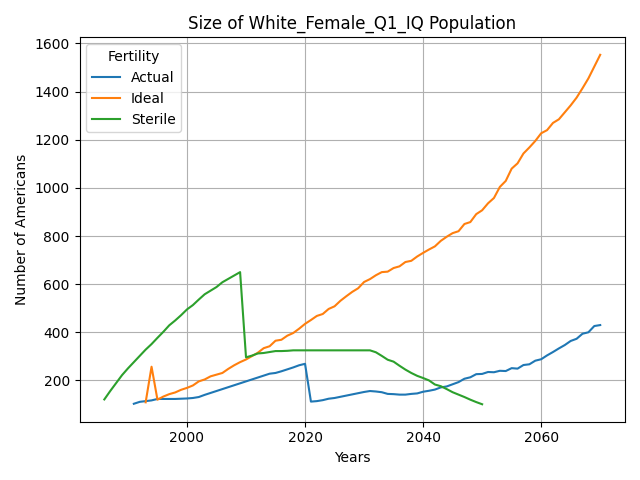 Size of White_Female_Q1_IQ Population
Fertility
Actual
Ideal
Sterile
Number of Americans
1600
1400
1200
1000
800
600
400
200
2000
2020
2040
2060
Years